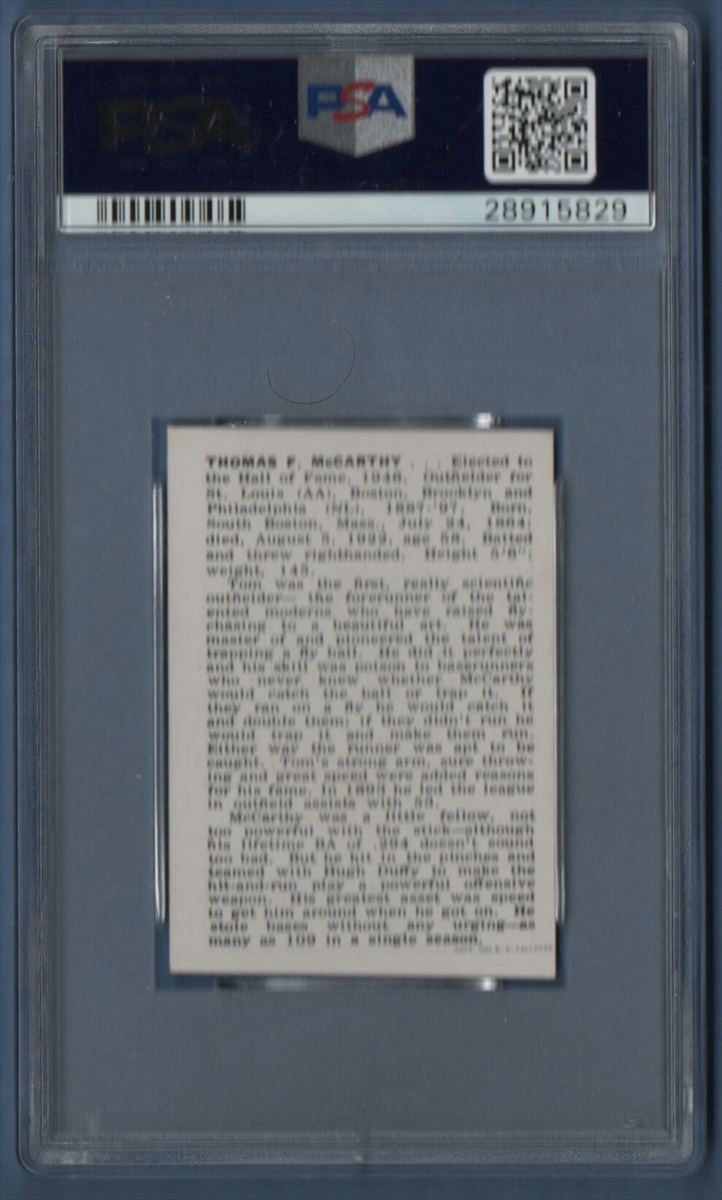 PSA
PSA
28915829
THOMAS F. McCARTHY . . . Elected to
the Hall of Fame, 1946. Outfielder for
St. Louis (AA), Boston, Brooklyn and
Philadelphia (NL), 1887-'97. Born,
South Boston, Mass., July 24, 1864;
died, August 5, 1922, age 58. Batted
and threw righthanded. Height 5'6";
weight, 145.
Tom was the first, really scientific
outfielder— the forerunner of the tal-
ented moderns who have raised fly-
chasing to a beautiful art. He was
master of and pioneered the talent of
trapping a fly ball. He did it perfectly
and his skill was poison to baserunners
who never knew whether McCarthy
would catch the ball or trap it. If
they ran on a fly he would catch it
and double them; if they didn't run he
would trap it and make them run.
Either way the runner was apt to be
caught. Tom's strong arm, sure throw-
ing and great speed were added reasons
for his fame. In 1893 he led the league
in outfield assists with 53.
McCarthy was a little fellow, not
too powerful with the stick—although
his lifetime BA of .294 doesn't sound
too bad. But he hit in the pinches and
teamed with Hugh Duffy to make the
hit-and-run play a powerful offensive
weapon. His greatest asset was speed
to get him around when he got on. He
stole bases without any urging—as
many as 109 in a single season.